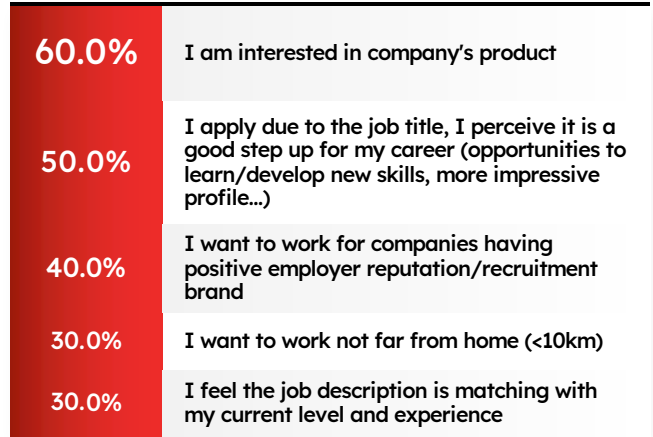 60.0%
I am interested in company's product
50.0%
I apply due to the job title, I perceive it is a
good step up for my career (opportunities to
learn/develop new skills, more impressive
profile...)
40.0%
I want to work for companies having
positive employer reputation/recruitment
brand
30.0%
I want to work not far from home (<10km)
30.0%
I feel the job description is matching with
my current level and experience